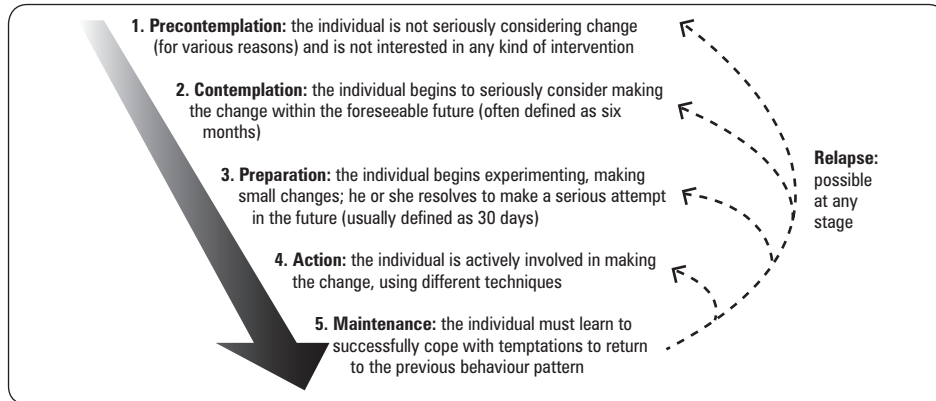 1. Precontemplation: the individual is not seriously considering change
(for various reasons) and is not interested in any kind of intervention
2. Contemplation: the individual begins to seriously consider making
the change within the foreseeable future (often defined as six
months)
3. Preparation: the individual begins experimenting, making
small changes; he or she resolves to make a serious attempt
in the future (usually defined as 30 days)
4. Action: the individual is actively involved in making
the change, using different techniques
5. Maintenance: the individual must learn to
successfully cope with temptations to return
to the previous behaviour pattern
Relapse:
possible
at any
stage